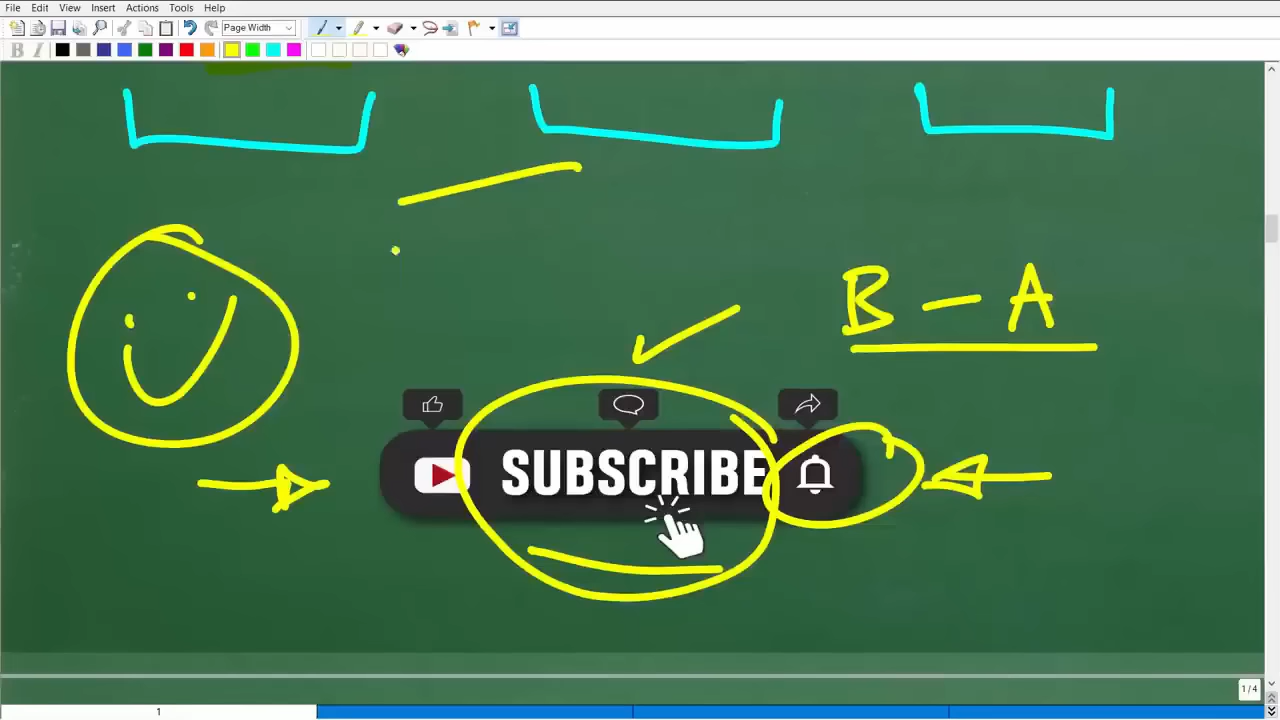 File Edit View Insert Actions Tools Help
Page Width
B I
B - A
SUBSCRIBE
1/4
1